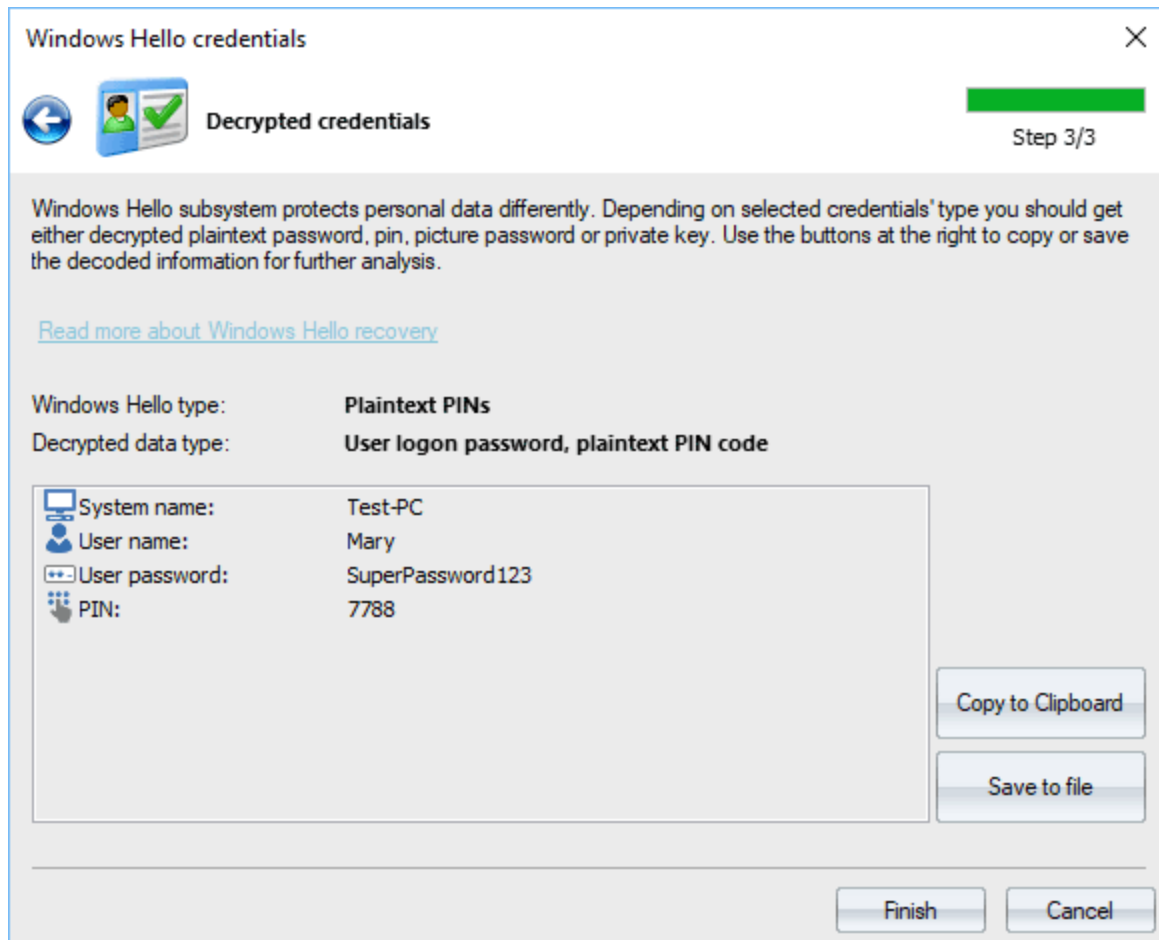 Windows Hello credentials
Decrypted credentials
Step 3/3
Windows Hello subsystem protects personal data differently. Depending on selected credentials' type you should get
either decrypted plaintext password, pin, picture password or private key. Use the buttons at the right to copy or save
the decoded information for further analysis.
Read more about Windows Hello recovery
Windows Hello type: Plaintext PINs
Decrypted data type: User logon password, plaintext PIN code
System name: Test-PC
User name: Mary
User password: SuperPassword123
PIN: 7788
Copy to Clipboard
Save to file
Finish Cancel